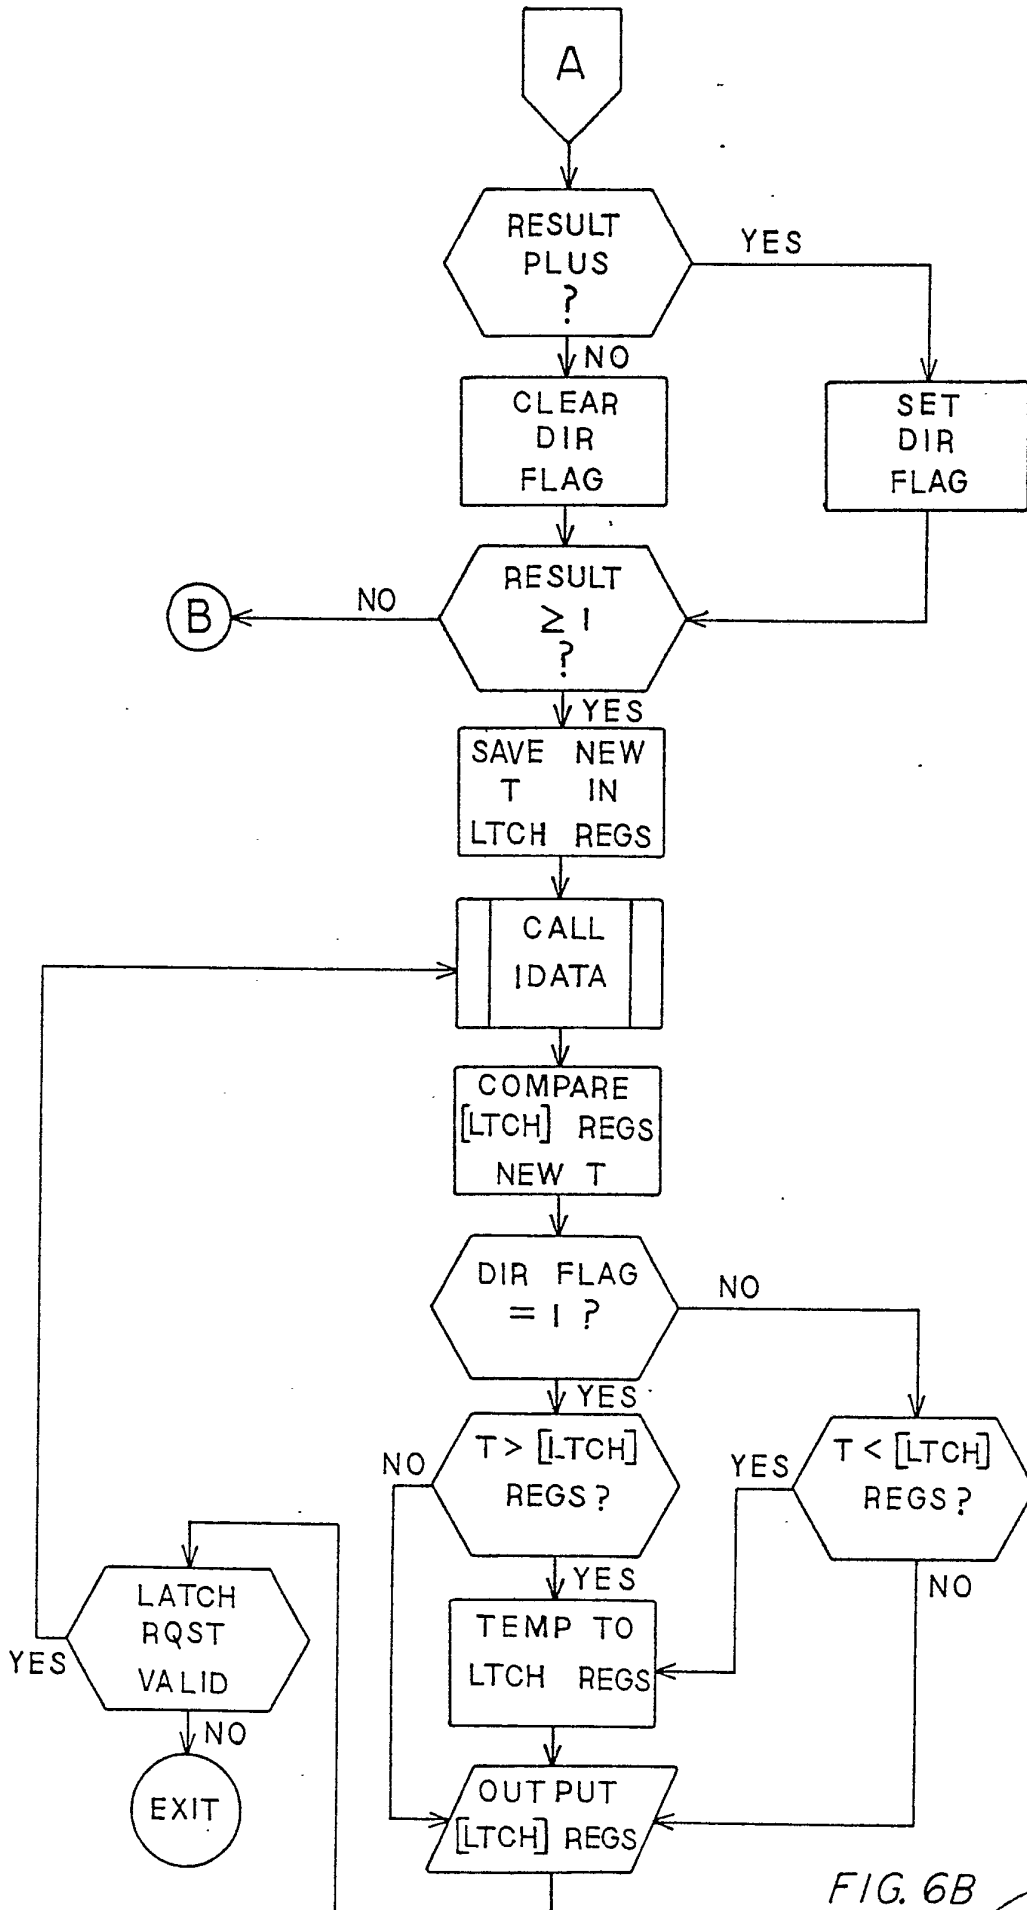 A
RESULT
PLUS
?
YES
NO
CLEAR
DIR
FLAG
SET
DIR
FLAG
RESULT
≥ 1
?
NO
B
YES
SAVE NEW
T IN
LTCH REGS
CALL
IDATA
COMPARE
[LTCH] REGS
NEW T
DIR FLAG
= 1 ?
NO
YES
T > [LTCH]
REGS ?
NO
YES
T < [LTCH]
REGS ?
YES
NO
TEMP TO
LTCH REGS
LATCH
RQST
VALID
YES
NO
EXIT
OUTPUT
[LTCH] REGS
FIG. 6B